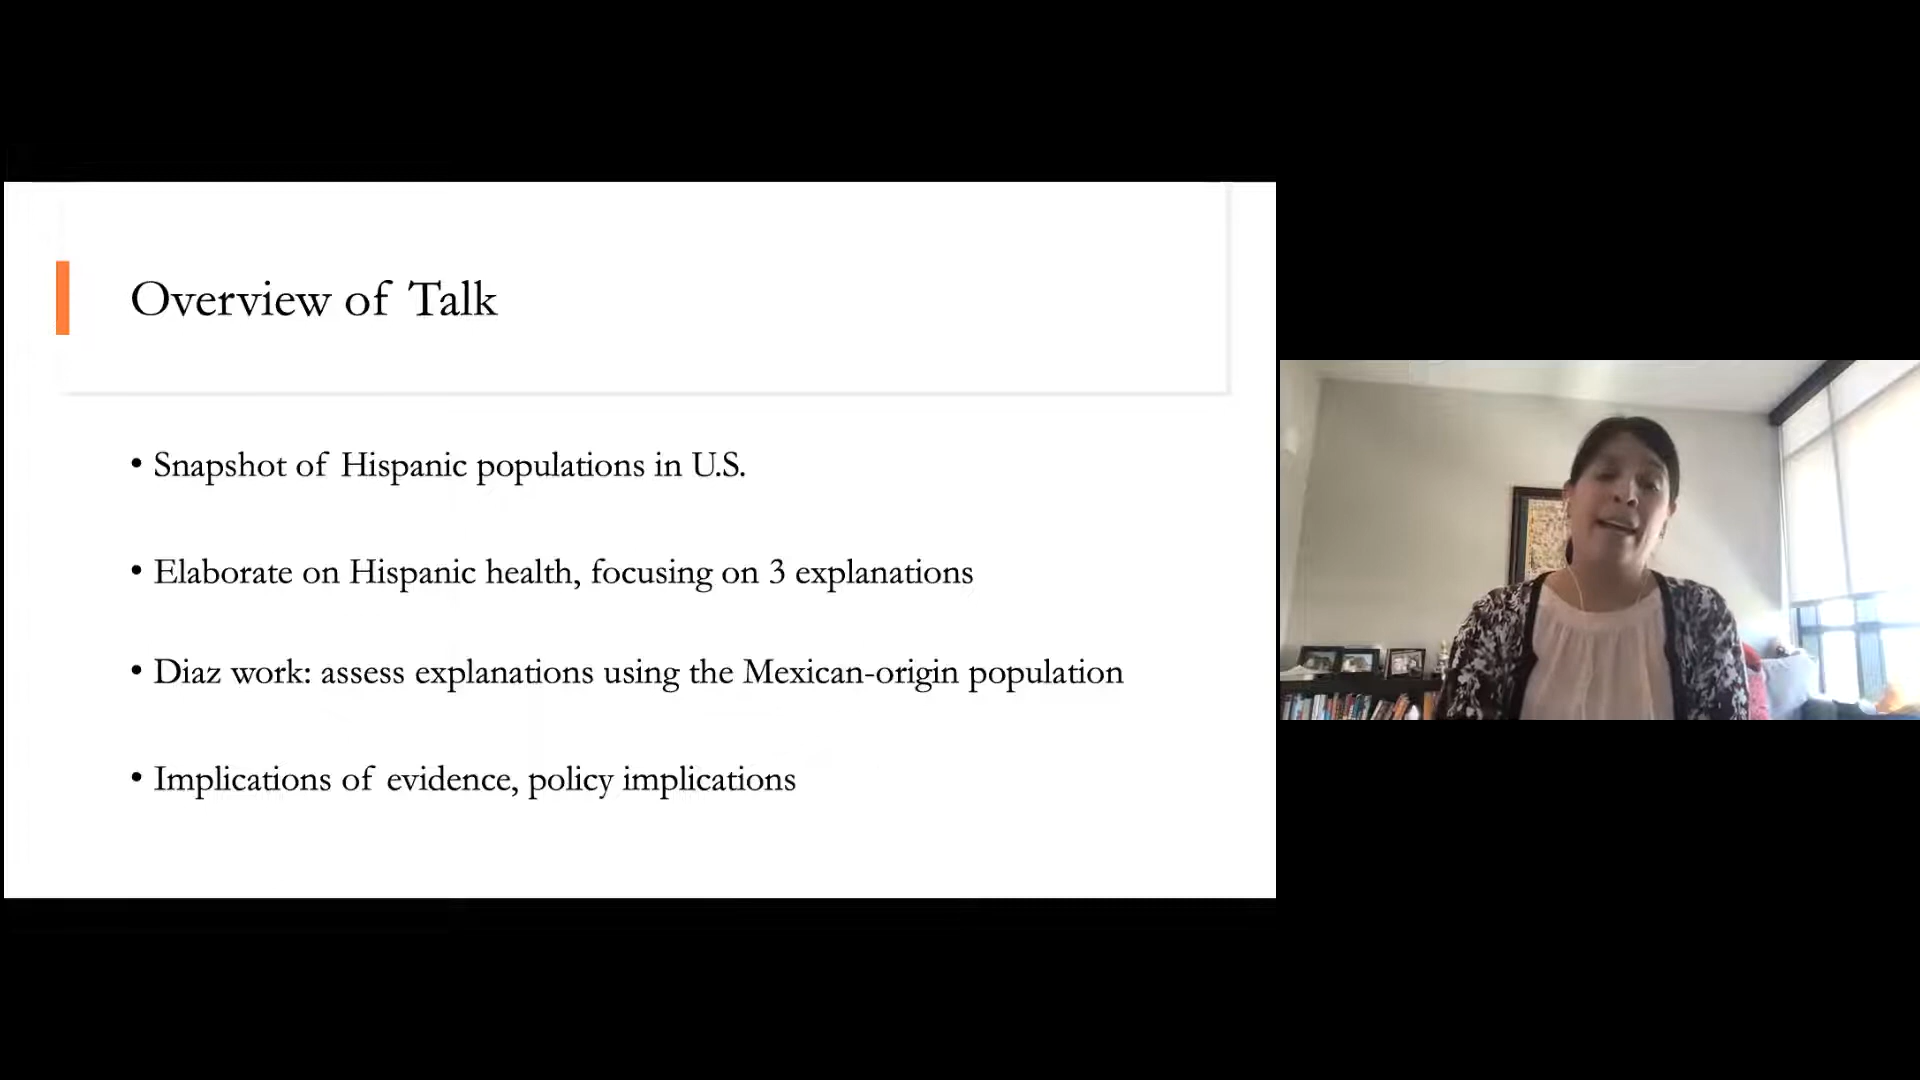 Overview of Talk
• Snapshot of Hispanic populations in U.S.
• Elaborate on Hispanic health, focusing on 3 explanations
• Diaz work: assess explanations using the Mexican-origin population
• Implications of evidence, policy implications